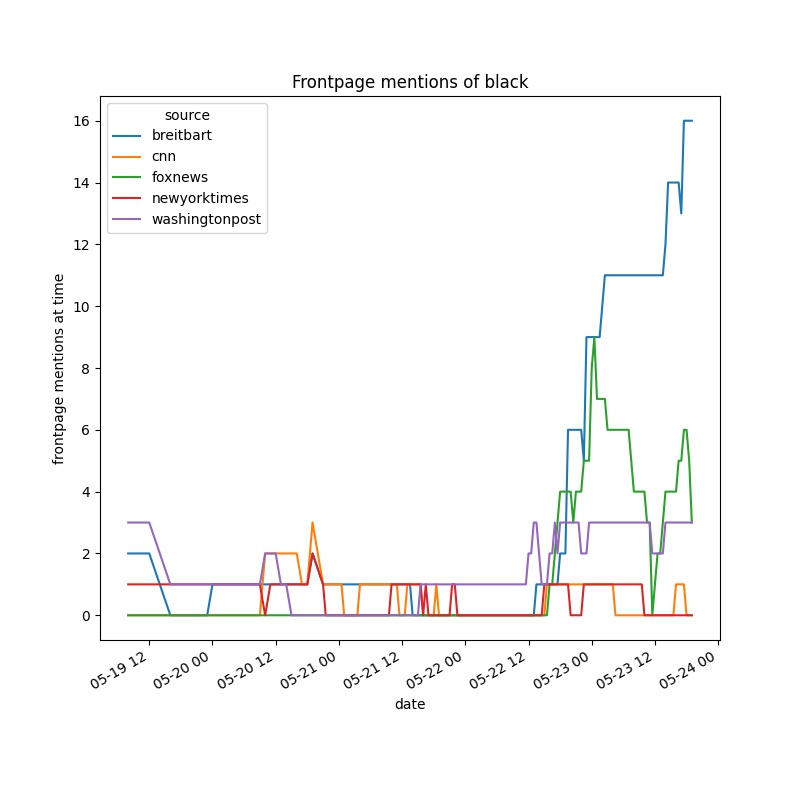 Frontpage mentions of black
source
breitbart
cnn
foxnews
newyorktimes
washingtonpost
frontpage mentions at time
16
14
12
10
8
6
4
2
0
05-19 12
05-20 00
05-20 12
05-21 00
05-21 12
05-22 00
05-22 12
05-23 00
05-23 12
05-24 00
date